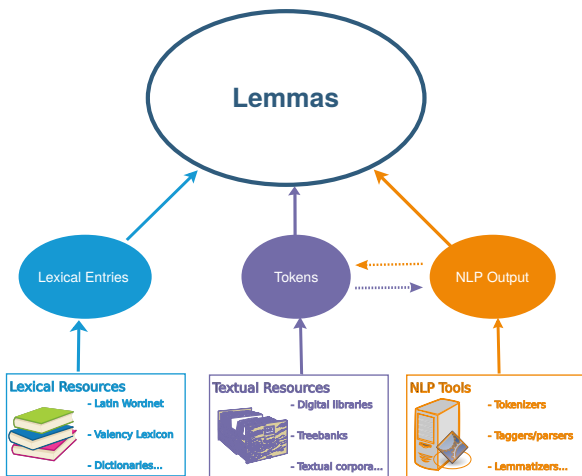 Lemmas
Lexical Entries
Tokens
NLP Output
Lexical Resources
- Latin Wordnet
- Valency Lexicon
- Dictionaries...
Textual Resources
- Digital libraries
- Treebanks
- Textual corpora...
NLP Tools
- Tokenizers
- Taggers/parsers
- Lemmatizers...